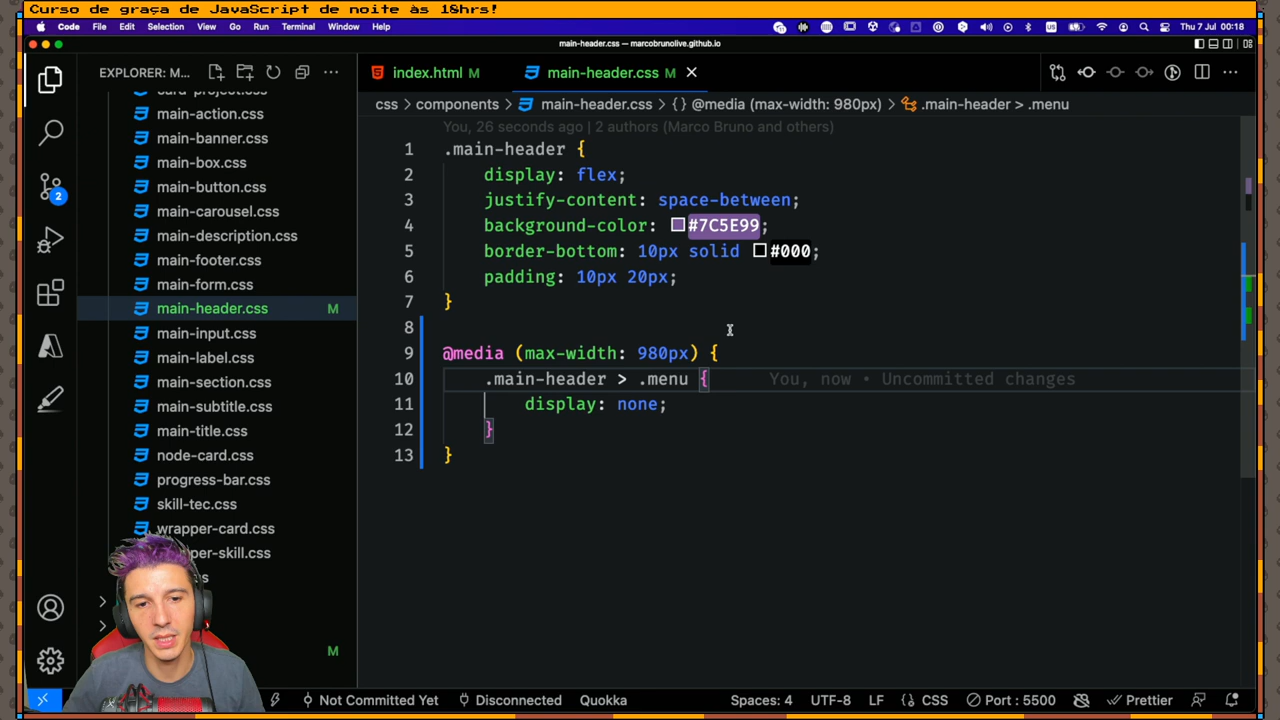 Curso de graça de JavaScript de noite às 18hrs!
Code File Edit Selection View Go Run Terminal Window Help
Thu 7 Jul 00:18
main-header.css — marcobrunolive.github.io
EXPLORER: M...
index.html M
main-header.css M
css > components > main-header.css > {} @media (max-width: 980px) > .main-header > .menu
main-action.css
main-banner.css
main-box.css
main-button.css
main-carousel.css
main-description.css
main-footer.css
main-form.css
main-header.css M
main-input.css
main-label.css
main-section.css
main-subtitle.css
main-title.css
node-card.css
progress-bar.css
skill-tec.css
wrapper-card.css
per-skill.css
M
2
You, 26 seconds ago | 2 authors (Marco Bruno and others)
1 .main-header {
2 display: flex;
3 justify-content: space-between;
4 background-color: #7C5E99;
5 border-bottom: 10px solid #000;
6 padding: 10px 20px;
7 }
8
9 @media (max-width: 980px) {
10 .main-header > .menu { You, now • Uncommitted changes
11 display: none;
12 }
13 }
Not Committed Yet Disconnected Quokka Spaces: 4 UTF-8 LF {} CSS Port : 5500 Prettier